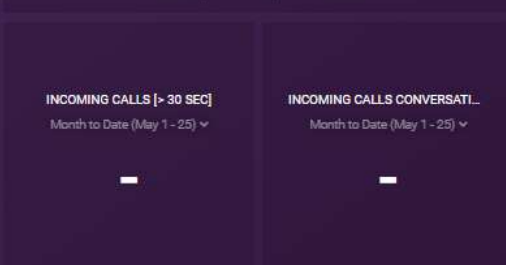 INCOMING CALLS [> 30 SEC]
Month to Date (May 1 - 25)
-
INCOMING CALLS CONVERSATI...
Month to Date (May 1 - 25)
-